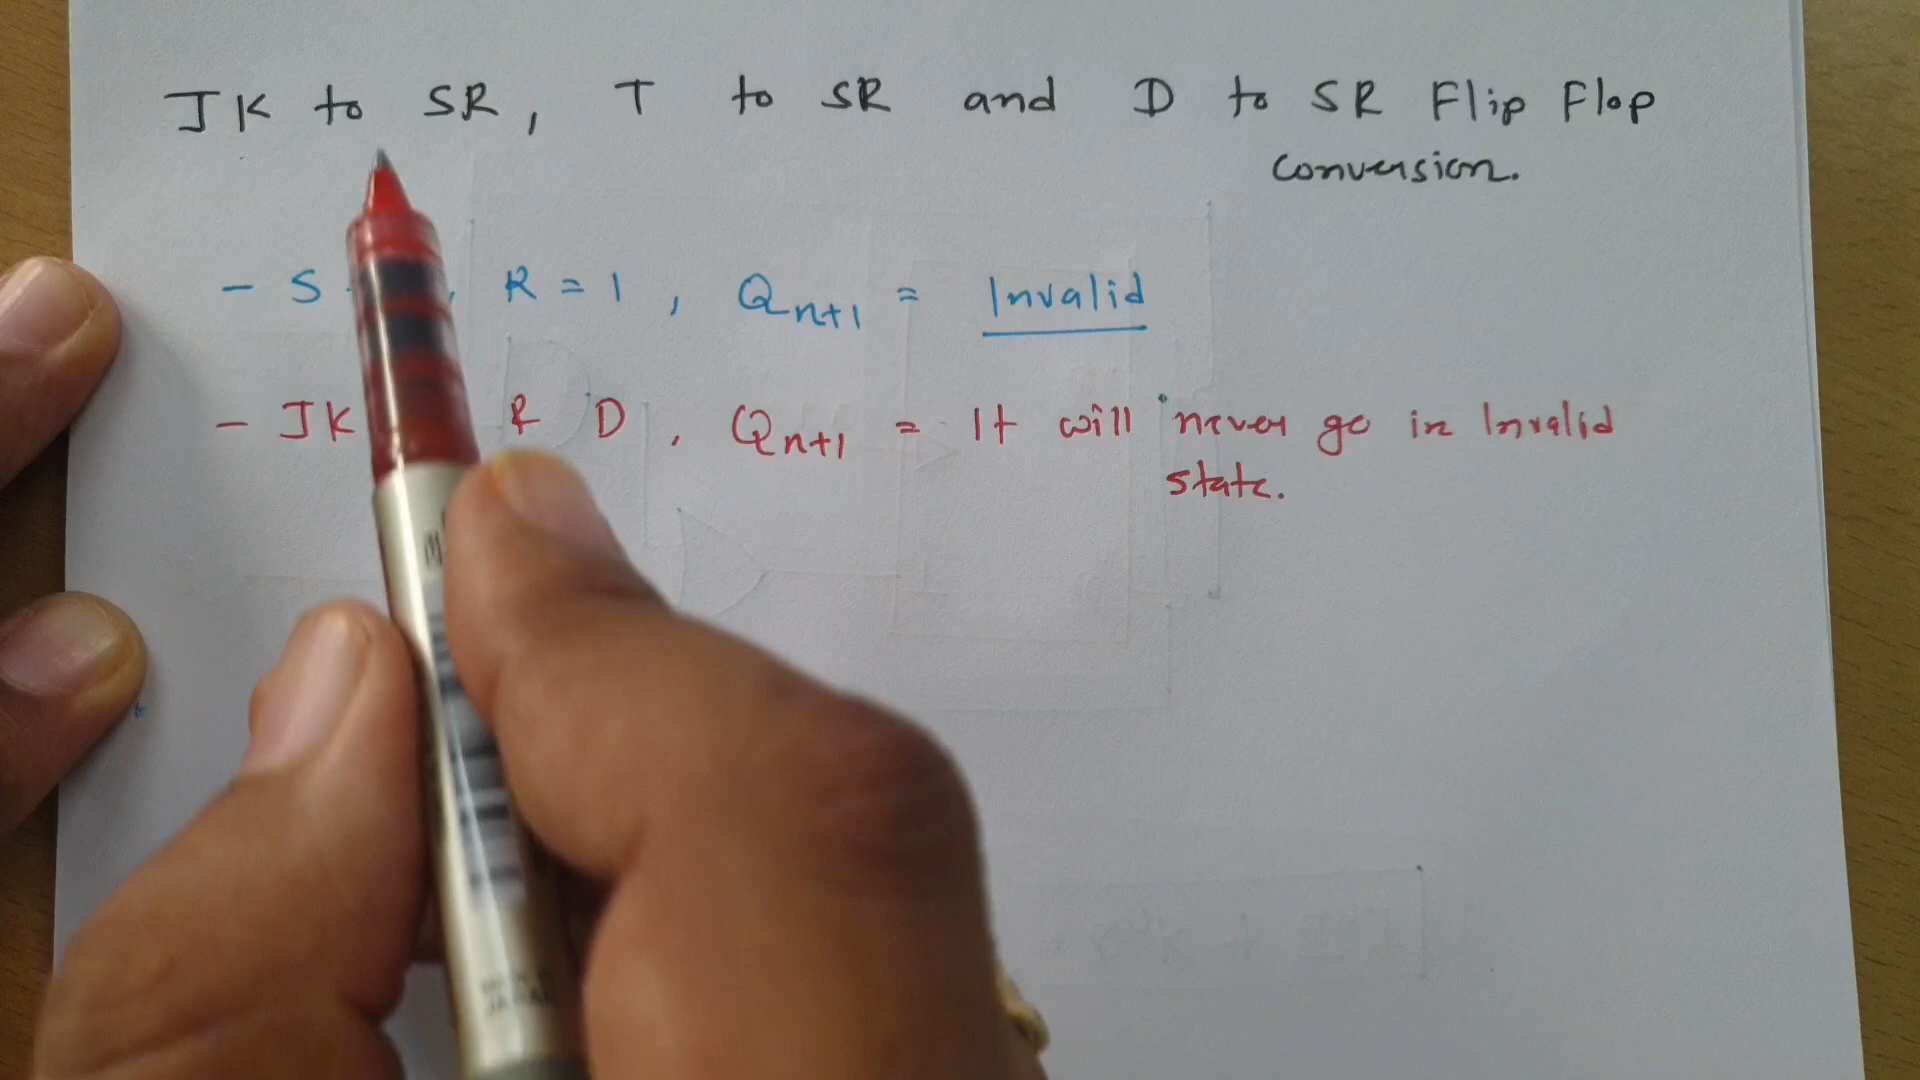 JK to SR, T to SR and D to SR Flip Flop
conversion.
- S , R = 1 , Qn+1 = Invalid
- JK & D , Qn+1 = It will never go in Invalid
state.